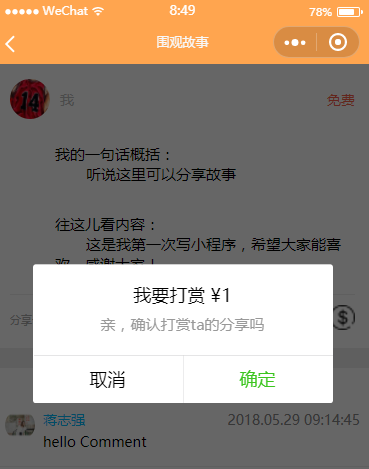 WeChat 8:49 78%
围观故事
14 我 免费
我的一句话概括：
听说这里可以分享故事
往这儿看内容：
这是我第一次写小程序，希望大家能喜
欢，感谢大家！
我要打赏 ¥1
亲，确认打赏ta的分享吗
分享
取消 确定
蒋志强 2018.05.29 09:14:45
hello Comment